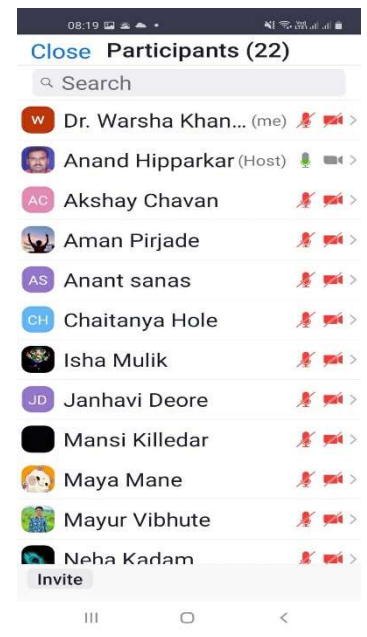 08:19
Close Participants (22)
Search
W Dr. Warsha Khan... (me)
Anand Hipparkar (Host)
AC Akshay Chavan
Aman Pirjade
AS Anant sanas
CH Chaitanya Hole
Isha Mulik
JD Janhavi Deore
Mansi Killedar
Maya Mane
Mayur Vibhute
Neha Kadam
Invite